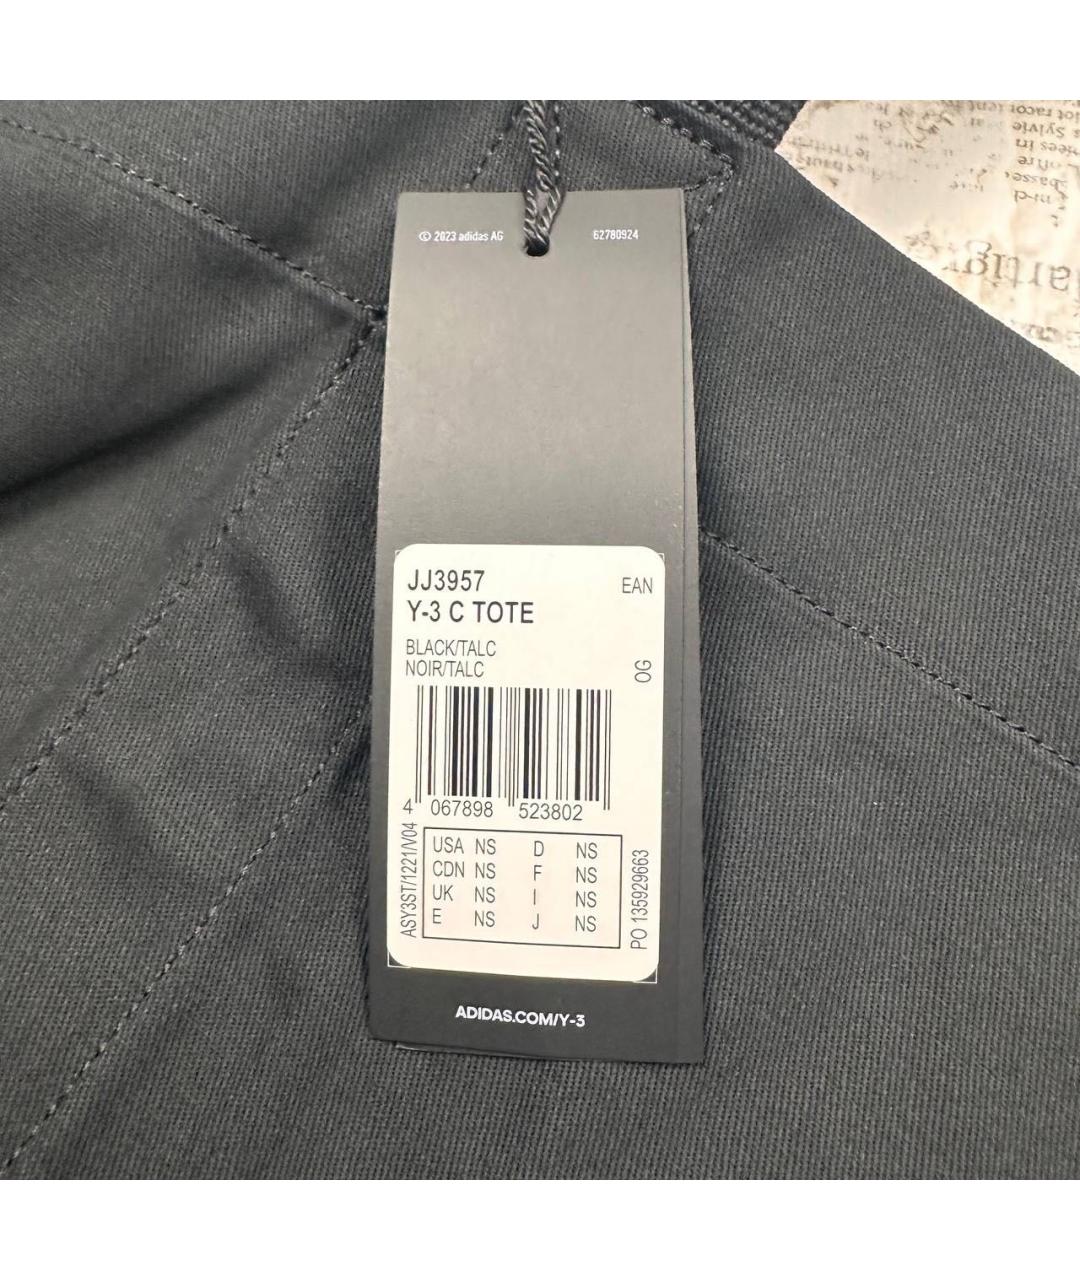 © 2023 adidas AG
62780924
JJ3957
EAN
Y-3 C TOTE
BLACK/TALC
NOIR/TALC
OG
4 067898 523802
ASY3ST/1221/V04
USA NS D NS
CDN NS F NS
UK NS I NS
E NS J NS
PO 135929663
ADIDAS.COM/Y-3